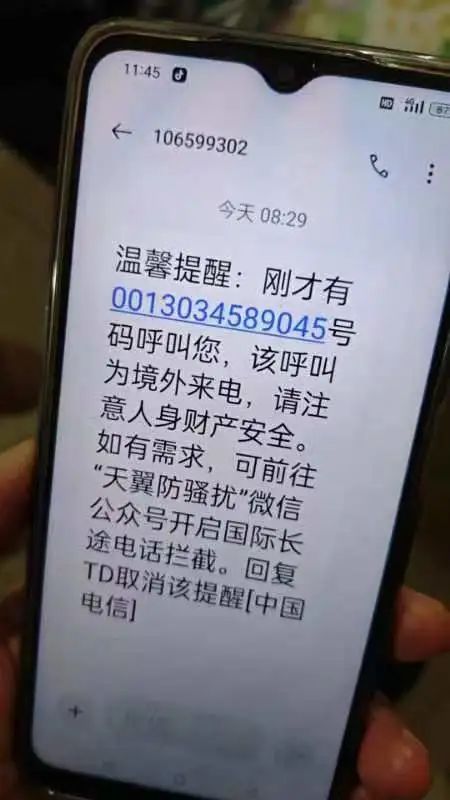 11:45
HD 4G
106599302
今天 08:29
温馨提醒：刚才有
0013034589045号
码呼叫您，该呼叫
为境外来电，请注
意人身财产安全。
如有需求，可前往
“天翼防骚扰”微信
公众号开启国际长
途电话拦截。回复
TD取消该提醒[中国
电信]